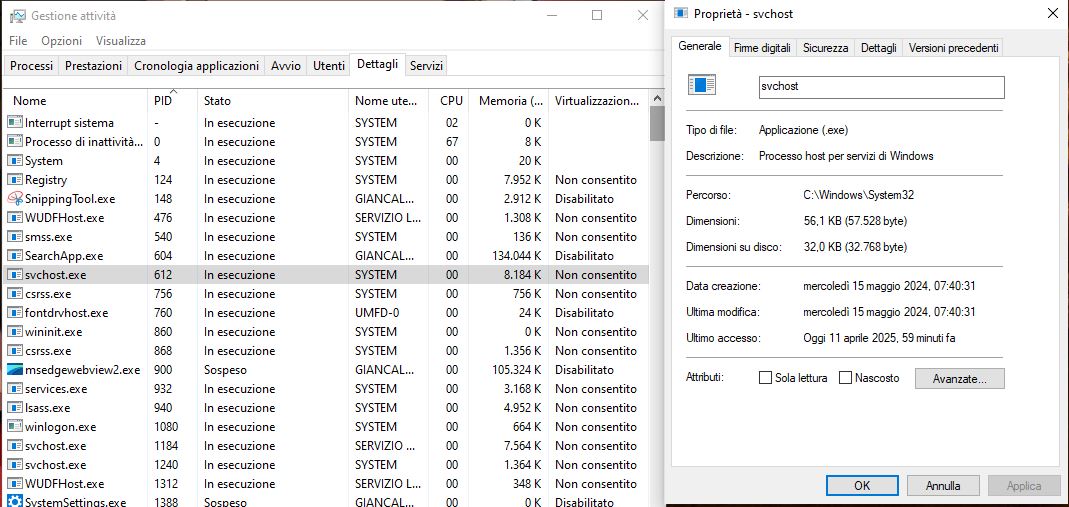 Gestione attività
File Opzioni Visualizza
Processi Prestazioni Cronologia applicazioni Avvio Utenti Dettagli Servizi
Nome PID Stato Nome ute... CPU Memoria (... Virtualizzazion...
Interrupt sistema - In esecuzione SYSTEM 02 0 K
Processo di inattività... 0 In esecuzione SYSTEM 67 8 K
System 4 In esecuzione SYSTEM 00 20 K
Registry 124 In esecuzione SYSTEM 00 7.952 K Non consentito
SnippingTool.exe 148 In esecuzione GIANCAL... 00 2.912 K Disabilitato
WUDFHost.exe 476 In esecuzione SERVIZIO L... 00 1.308 K Non consentito
smss.exe 540 In esecuzione SYSTEM 00 136 K Non consentito
SearchApp.exe 604 In esecuzione GIANCAL... 00 134.044 K Disabilitato
svchost.exe 612 In esecuzione SYSTEM 00 8.184 K Non consentito
csrss.exe 756 In esecuzione SYSTEM 00 756 K Non consentito
fontdrvhost.exe 760 In esecuzione UMFD-0 00 24 K Disabilitato
wininit.exe 860 In esecuzione SYSTEM 00 0 K Non consentito
csrss.exe 868 In esecuzione SYSTEM 00 1.356 K Non consentito
msedgewebview2.exe 900 Sospeso GIANCAL... 00 105.324 K Disabilitato
services.exe 932 In esecuzione SYSTEM 00 3.168 K Non consentito
lsass.exe 940 In esecuzione SYSTEM 00 4.952 K Non consentito
winlogon.exe 1080 In esecuzione SYSTEM 00 664 K Non consentito
svchost.exe 1184 In esecuzione SERVIZIO ... 00 7.564 K Non consentito
svchost.exe 1240 In esecuzione SYSTEM 00 1.364 K Non consentito
WUDFHost.exe 1312 In esecuzione SERVIZIO L... 00 348 K Non consentito
SystemSettings.exe 1388 Sospeso GIANCAL... 00 0 K Disabilitato
Proprietà - svchost
Generale Firme digitali Sicurezza Dettagli Versioni precedenti
svchost
Tipo di file: Applicazione (.exe)
Descrizione: Processo host per servizi di Windows
Percorso: C:\Windows\System32
Dimensioni: 56,1 KB (57.528 byte)
Dimensioni su disco: 32,0 KB (32.768 byte)
Data creazione: mercoledì 15 maggio 2024, 07:40:31
Ultima modifica: mercoledì 15 maggio 2024, 07:40:31
Ultimo accesso: Oggi 11 aprile 2025, 59 minuti fa
Attributi: Sola lettura Nascosto Avanzate...
OK Annulla Applica